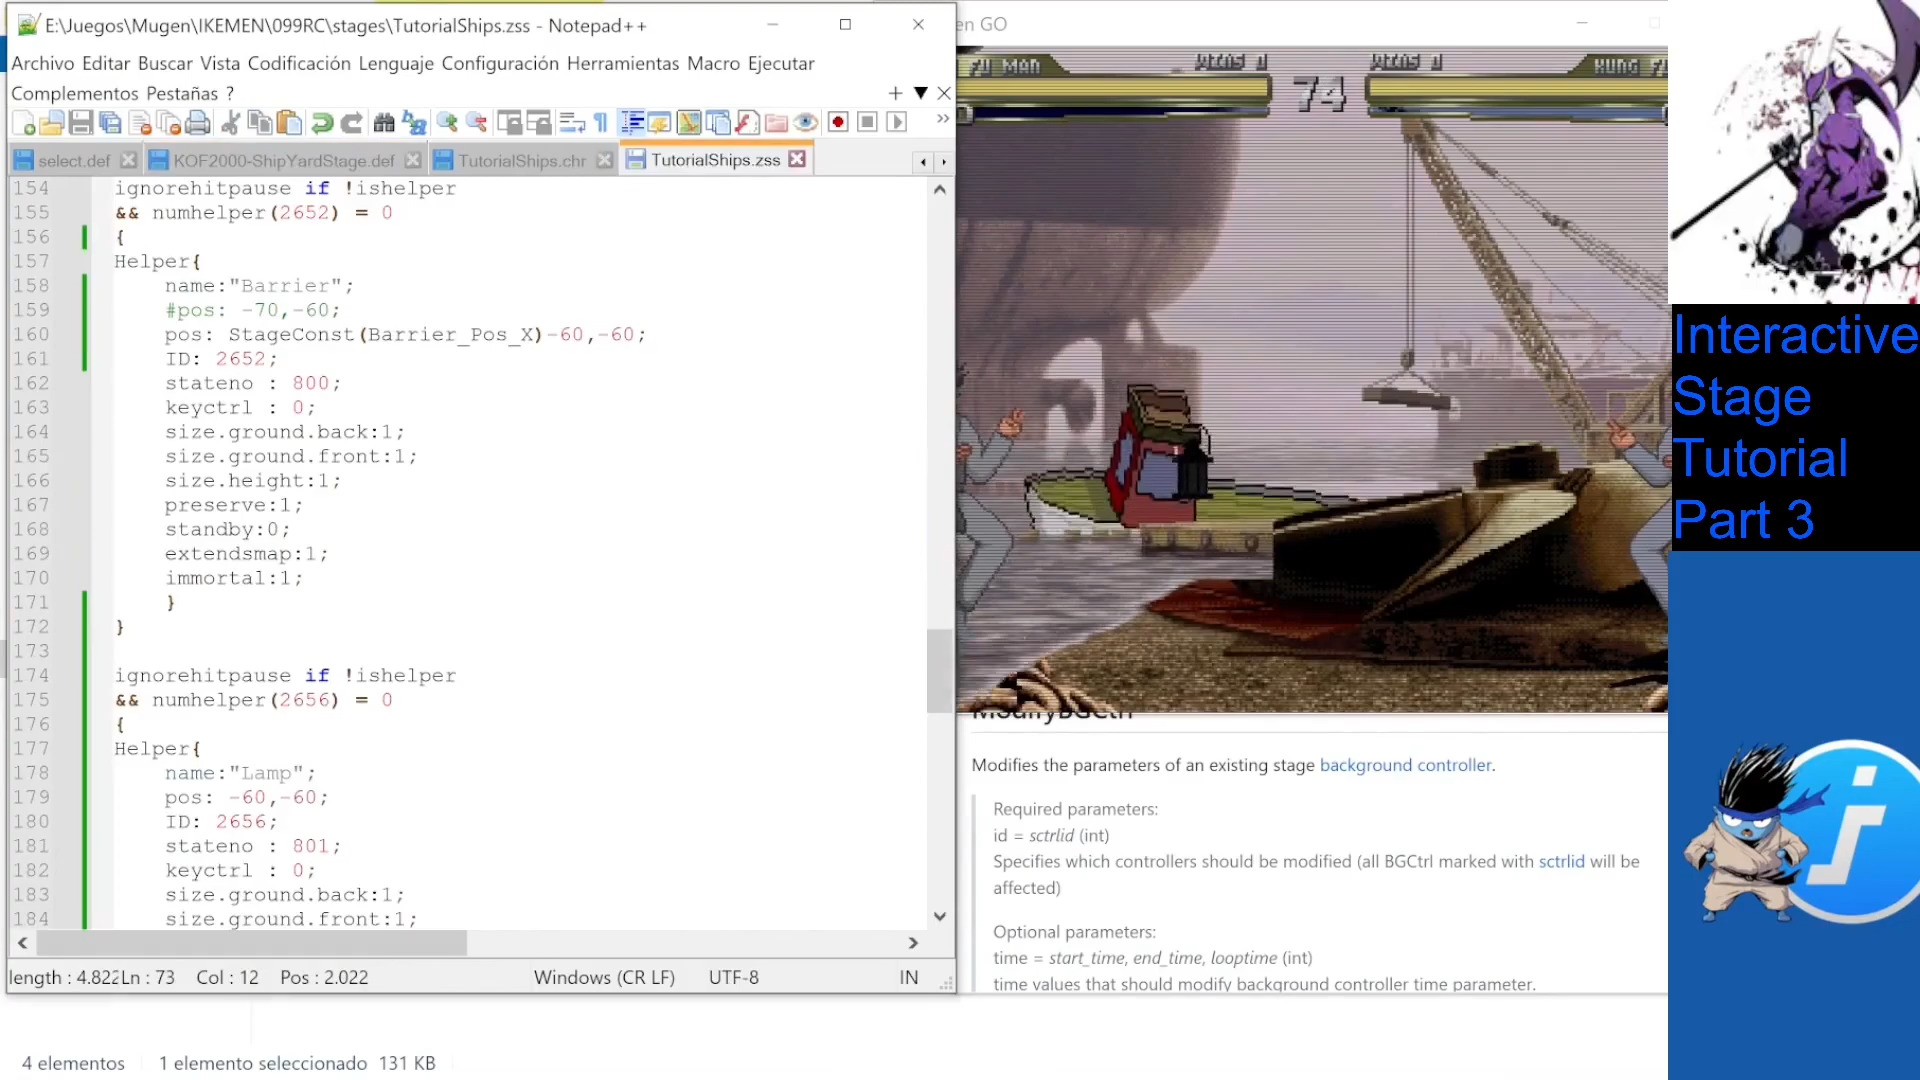 E:\Juegos\Mugen\IKEMEN\099RC\stages\TutorialShips.zss - Notepad++
en GO
Archivo Editar Buscar Vista Codificación Lenguaje Configuración Herramientas Macro Ejecutar
Complementos Pestañas ?
select.def
KOF2000-ShipYardStage.def
TutorialShips.chr
TutorialShips.zss
154 ignorehitpause if !ishelper
155 && numhelper(2652) = 0
156 {
157 Helper{
158 name:"Barrier";
159 #pos: -70,-60;
160 pos: StageConst(Barrier_Pos_X)-60,-60;
161 ID: 2652;
162 stateno : 800;
163 keyctrl : 0;
164 size.ground.back:1;
165 size.ground.front:1;
166 size.height:1;
167 preserve:1;
168 standby:0;
169 extendsmap:1;
170 immortal:1;
171 }
172 }
173
174 ignorehitpause if !ishelper
175 && numhelper(2656) = 0
176 {
177 Helper{
178 name:"Lamp";
179 pos: -60,-60;
180 ID: 2656;
181 stateno : 801;
182 keyctrl : 0;
183 size.ground.back:1;
184 size.ground.front:1;
length : 4.822 Ln : 73 Col : 12 Pos : 2.022 Windows (CR LF) UTF-8 IN
4 elementos 1 elemento seleccionado 131 KB
FU MAN
WINS
74
WINS
KUNG F
ModifyBGCtrl
Modifies the parameters of an existing stage background controller.
Required parameters:
id = sctrlid (int)
Specifies which controllers should be modified (all BGCtrl marked with sctrlid will be
affected)
Optional parameters:
time = start_time, end_time, looptime (int)
time values that should modify background controller time parameter.
Interactive
Stage
Tutorial
Part 3